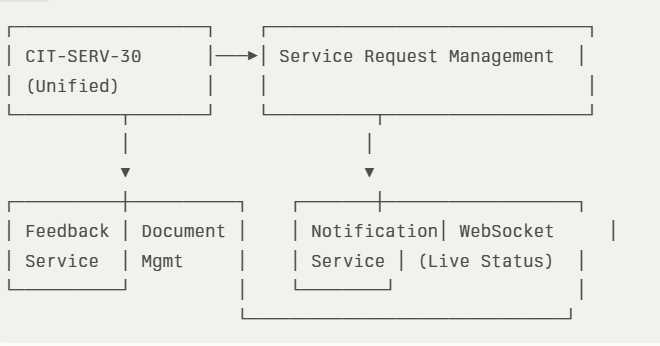 CIT-SERV-30 Service Request Management
(Unified)
Feedback Document Notification WebSocket
Service Mgmt Service (Live Status)